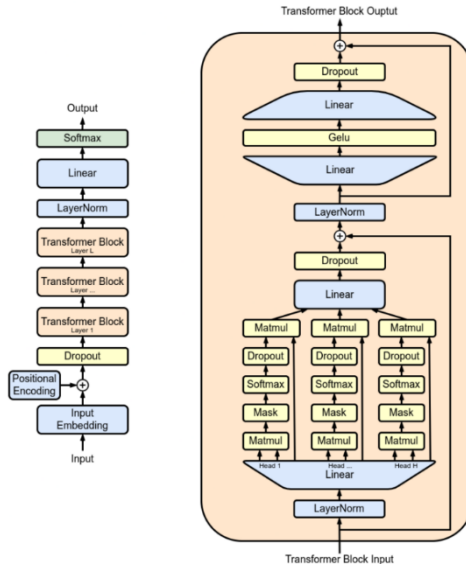 Output
Softmax
Linear
LayerNorm
Transformer Block
Layer L
Transformer Block
Layer ...
Transformer Block
Layer 1
Dropout
Positional
Encoding
+
Input
Embedding
Input
Transformer Block Ouptut
+
Dropout
Linear
Gelu
Linear
LayerNorm
+
Dropout
Linear
Matmul Matmul Matmul
Dropout Dropout Dropout
Softmax Softmax Softmax
Mask Mask Mask
Matmul Matmul Matmul
Head 1 Head ... Head H
Linear
LayerNorm
Transformer Block Input